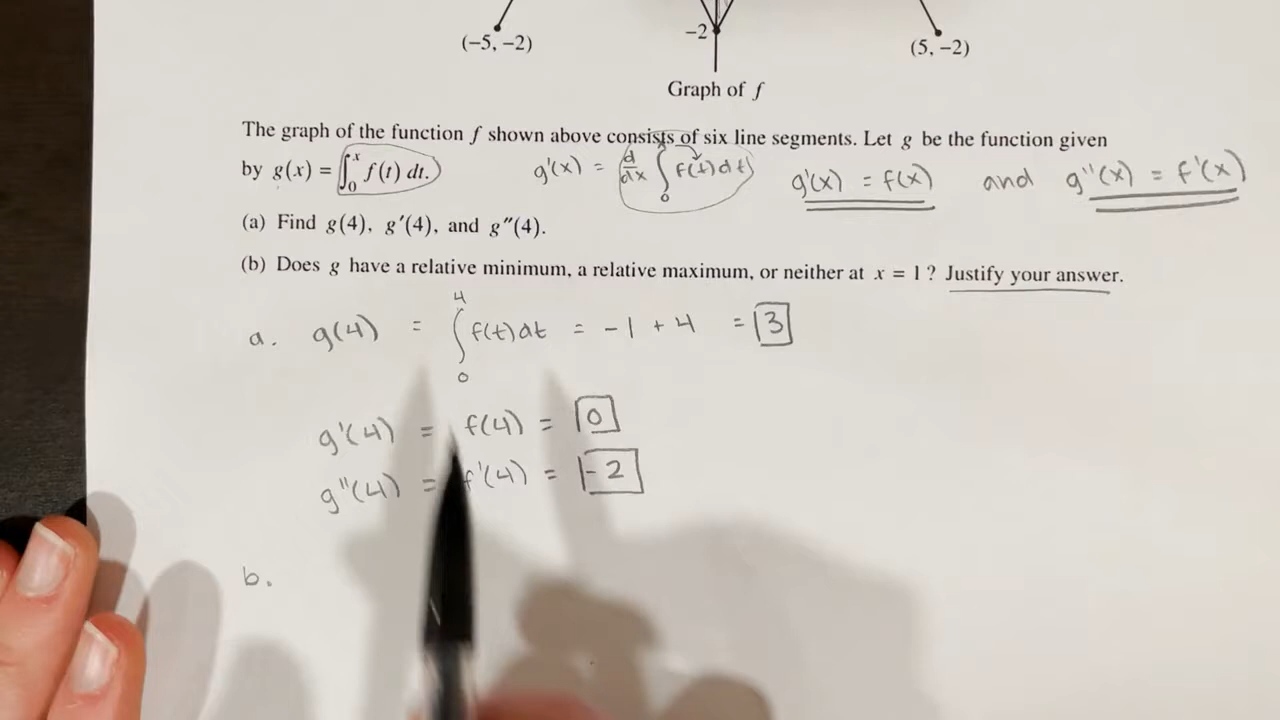 (−5, −2)
−2
(5, −2)
Graph of f
The graph of the function f shown above consists of six line segments. Let g be the function given
by g(x) = ∫₀ˣ f(t) dt.
g'(x) = d/dx ∫₀ˣ f(t)dt
g'(x) = f(x) and g''(x) = f'(x)
(a) Find g(4), g′(4), and g″(4).
(b) Does g have a relative minimum, a relative maximum, or neither at x = 1? Justify your answer.
a. g(4) = ∫₀⁴ f(t)dt = -1 + 4 = 3
g'(4) = f(4) = 0
g''(4) = f'(4) = -2
b.